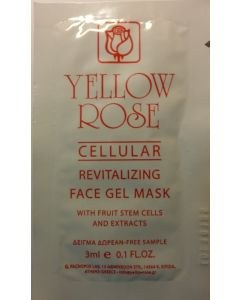 YELLOW
ROSE
CELLULAR
REVITALIZING
FACE GEL MASK
WITH FRUIT STEM CELLS
AND EXTRACTS
ΔΕΙΓΜΑ ΔΩΡΕΑΝ-FREE SAMPLE
3ml ℮ 0.1 FL.OZ.